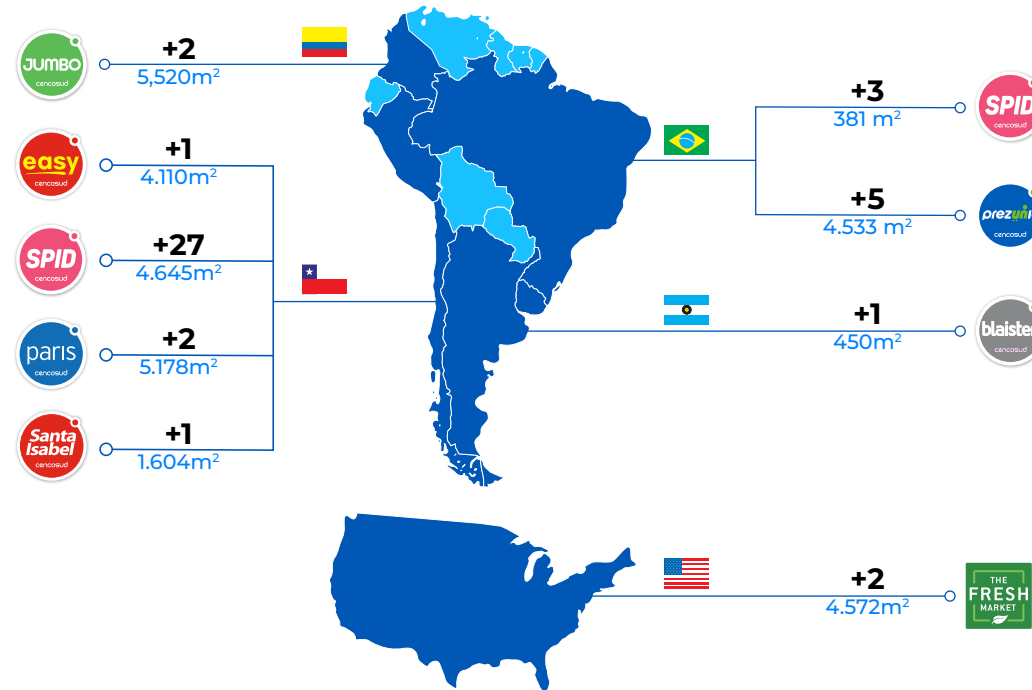 JUMBO
cencosud
+2
5,520m²
easy
cencosud
+1
4.110m²
SPID
cencosud
+27
4.645m²
paris
cencosud
+2
5.178m²
Santa
Isabel
cencosud
+1
1.604m²
+3
381 m²
SPID
cencosud
+5
4.533 m²
cencosud
+1
450m²
blaister
cencosud
+2
4.572m²
THE
FRESH
MARKET